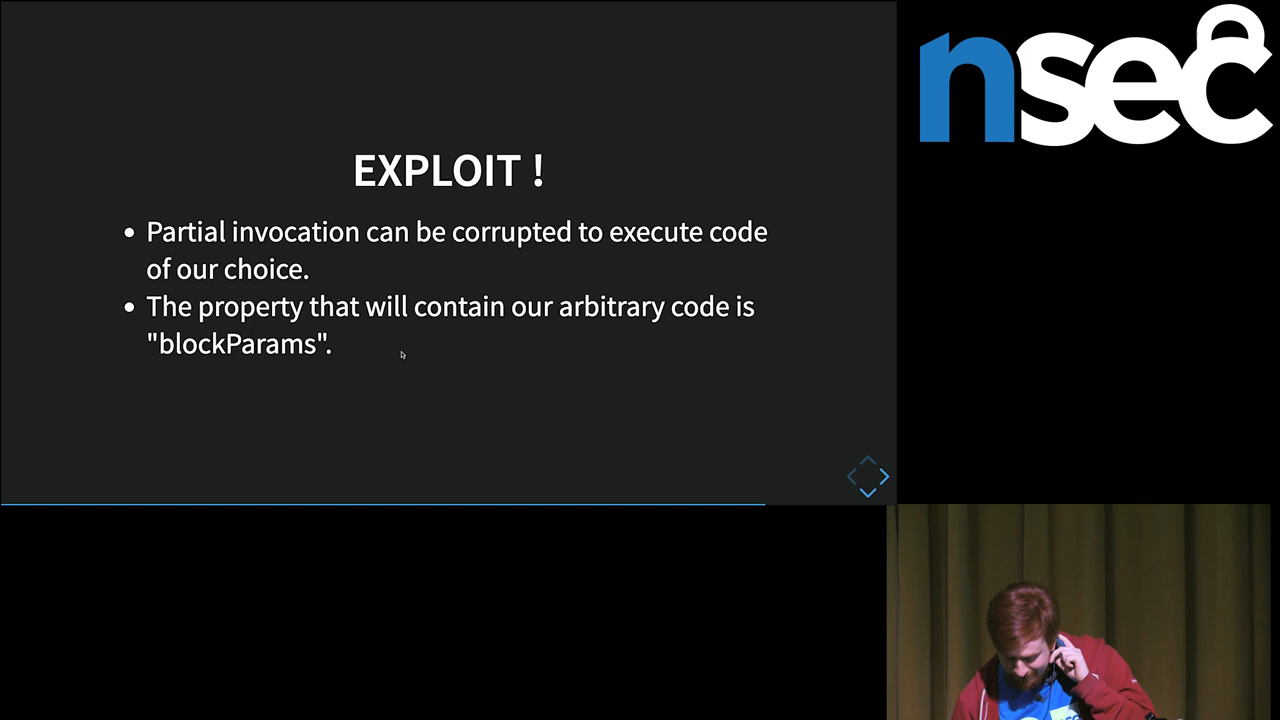 nsec
EXPLOIT !
• Partial invocation can be corrupted to execute code
of our choice.
• The property that will contain our arbitrary code is
"blockParams".